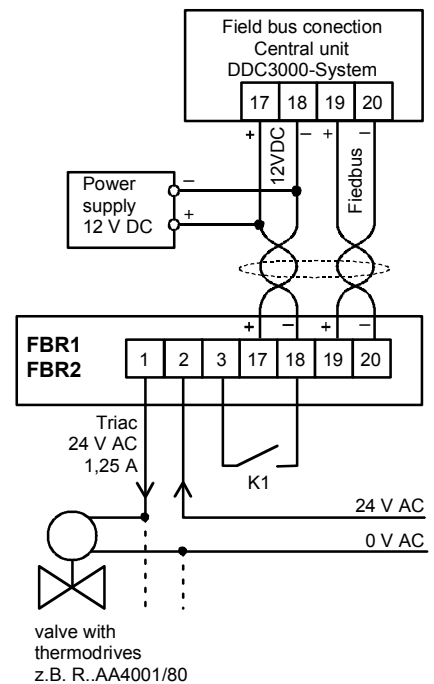 Field bus conection
Central unit
DDC3000-System
17 18 19 20
+ – + –
12VDC
Fiedbus
Power
supply
12 V DC
–
+
+ – + –
FBR1
FBR2
1 2 3 17 18 19 20
Triac
24 V AC
1,25 A
K1
24 V AC
0 V AC
valve with
thermodrives
z.B. R..AA4001/80